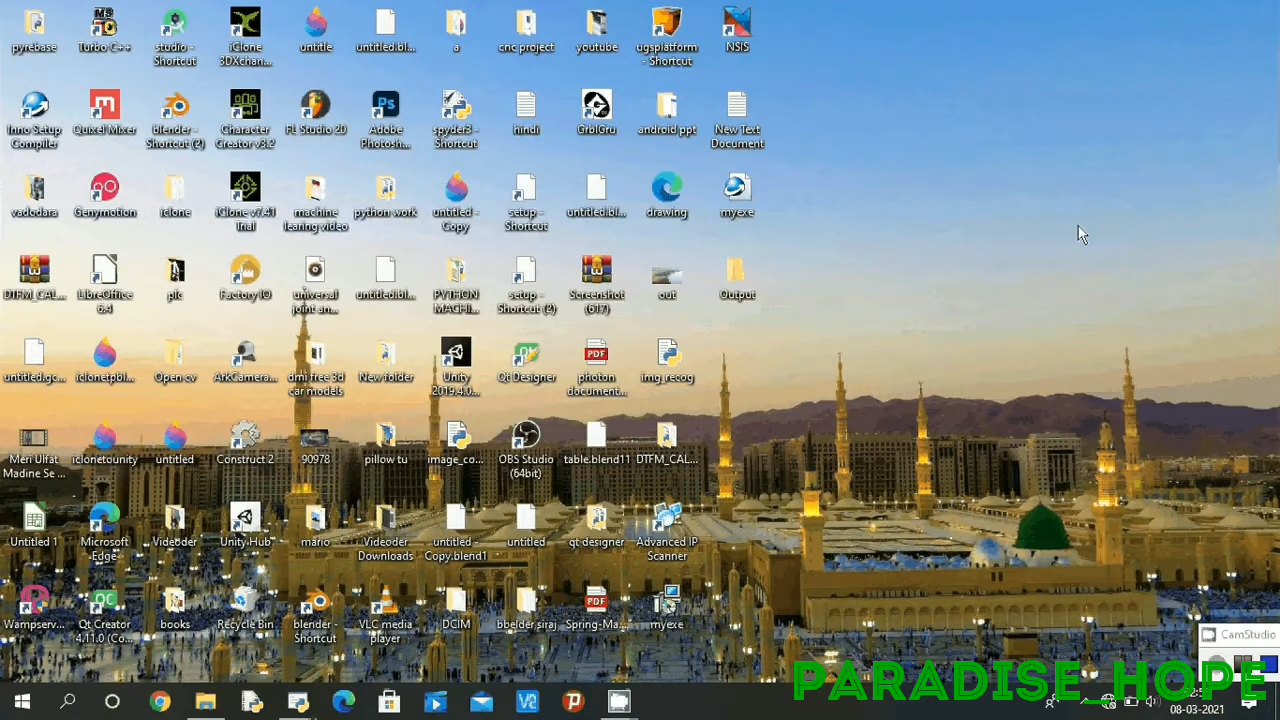 pyrebase
Turbo C++
studio - Shortcut
iClone 3DXchan...
untitle
untitled.bl...
a
cnc project
youtube
ugsplatform - Shortcut
NSIS
Inno Setup Compiler
Quixel Mixer
blender - Shortcut (2)
Character Creator v3.2
FL Studio 20
Adobe Photosh...
spyder3 - Shortcut
hindi
GrblGru
android ppt
New Text Document
vadodara
Genymotion
iclone
iClone v7.41 Trial
machine learing video
python work
untitled - Copy
setup - Shortcut
untitled.bl...
drawing
myexe
DTFM_CAL...
LibreOffice 6.4
plc
Factory IO
universal joint an...
untitled.bl...
PYTHON MACHI...
setup - Shortcut (2)
Screenshot (617)
out
Output
untitled.gc...
iclonetpbl...
Open cv
ArkCamera...
dmi free 3d car models
New folder
Unity 2019.4.0...
Qt Designer
photon document...
img_recog
Meri Ulfat Madine Se ...
iclonetounity
untitled
Construct 2
90978
pillow tu
image_co...
OBS Studio (64bit)
table.blend11
DTFM_CAL...
Untitled 1
Microsoft Edge
Videoder
Unity Hub
mario
Videoder Downloads
untitled - Copy.blend1
untitled
qt designer
Advanced IP Scanner
Wampserv...
Qt Creator 4.11.0 (Co...
books
Recycle Bin
blender - Shortcut
VLC media player
DCIM
bbelder siraj
Spring-Ma...
myexe
CamStudio
PARADISE_HOPE
08-03-2021